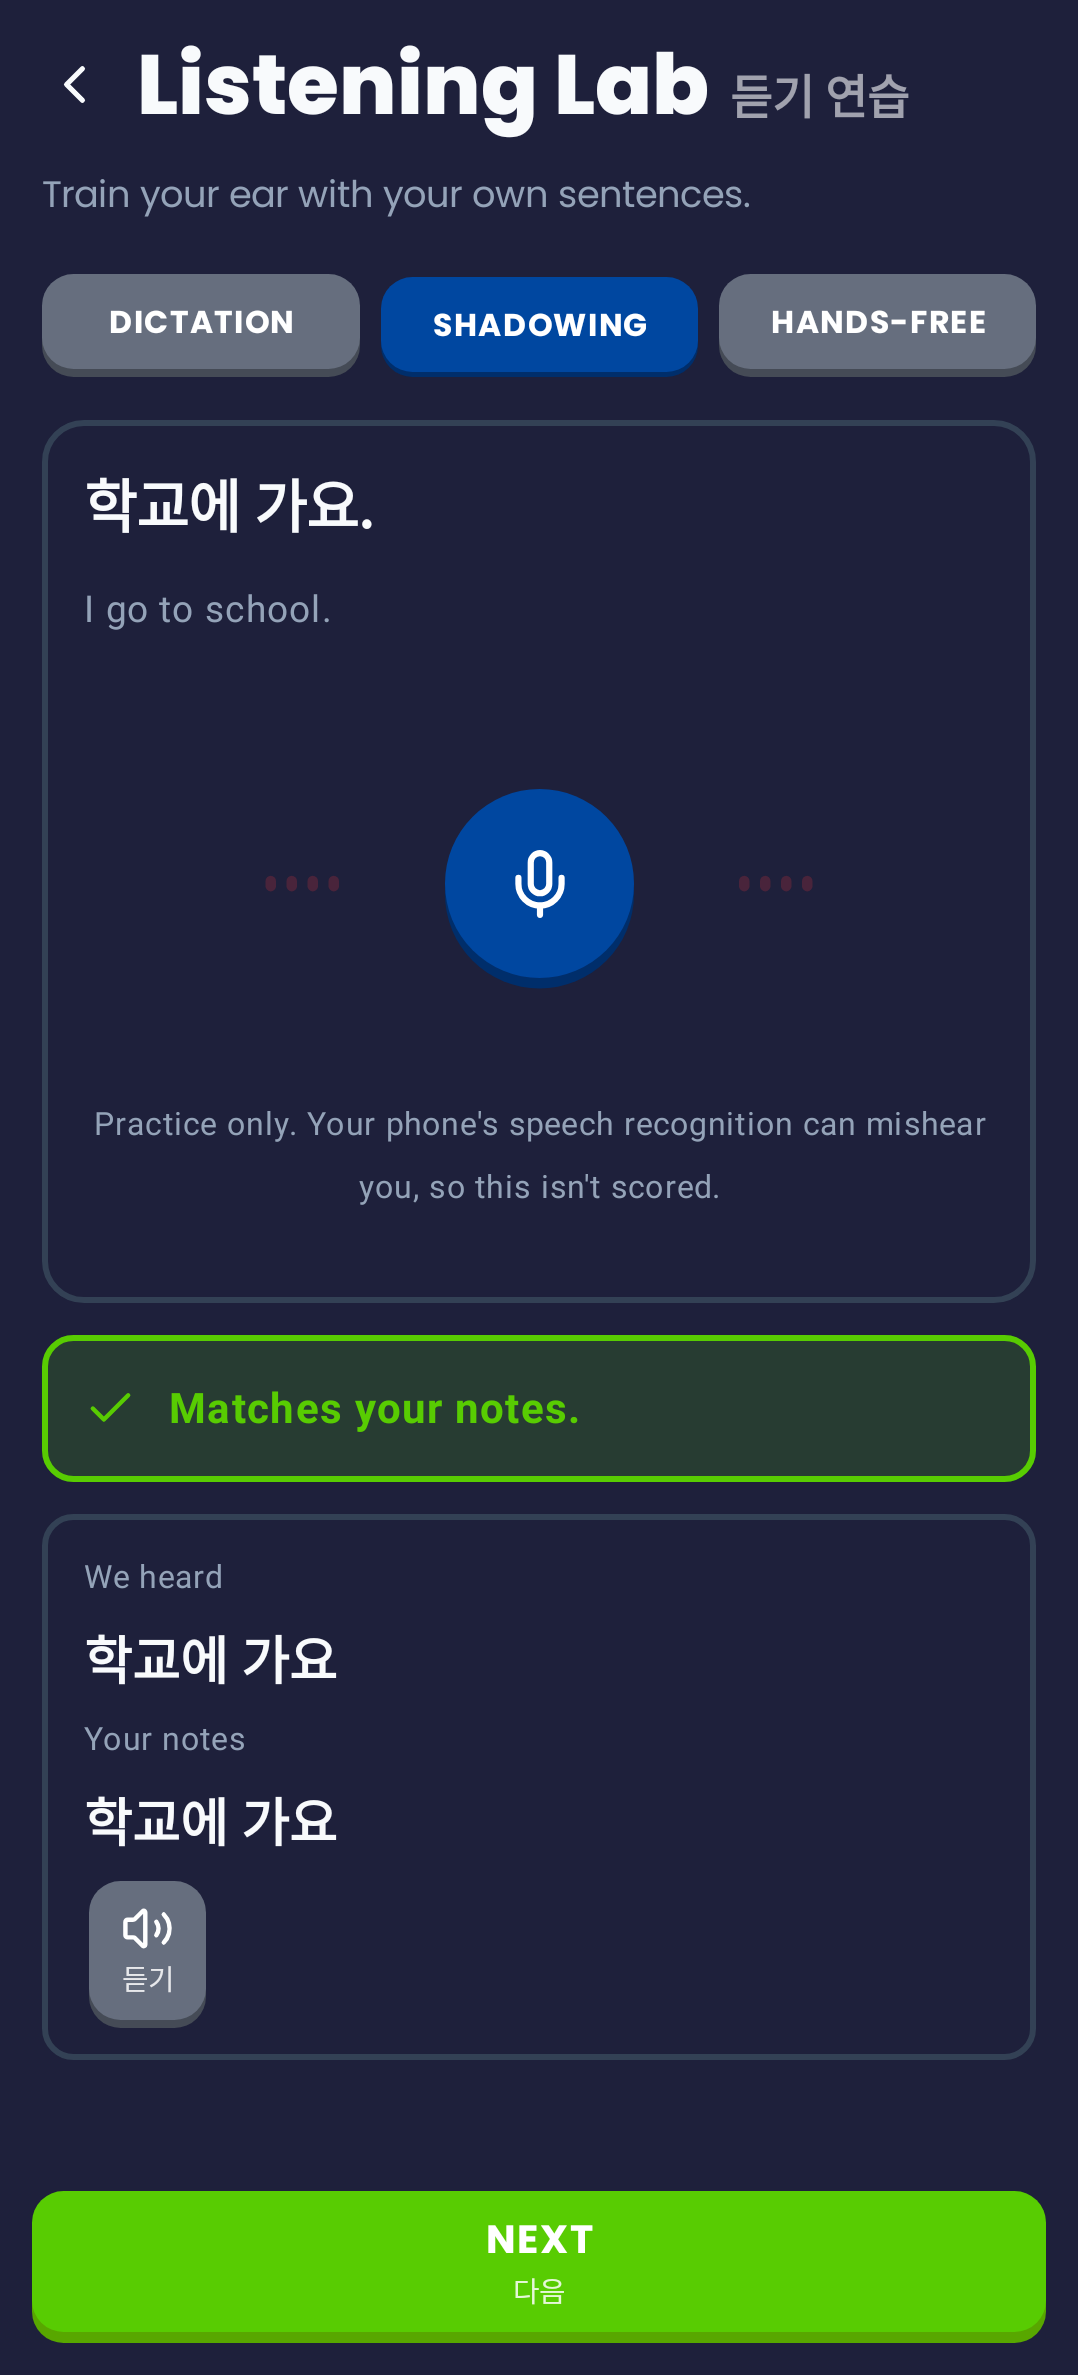 Listening Lab 듣기 연습
Train your ear with your own sentences.
DICTATION
SHADOWING
HANDS-FREE
학교에 가요.
I go to school.
Practice only. Your phone's speech recognition can mishear
you, so this isn't scored.
Matches your notes.
We heard
학교에 가요
Your notes
학교에 가요
듣기
NEXT
다음